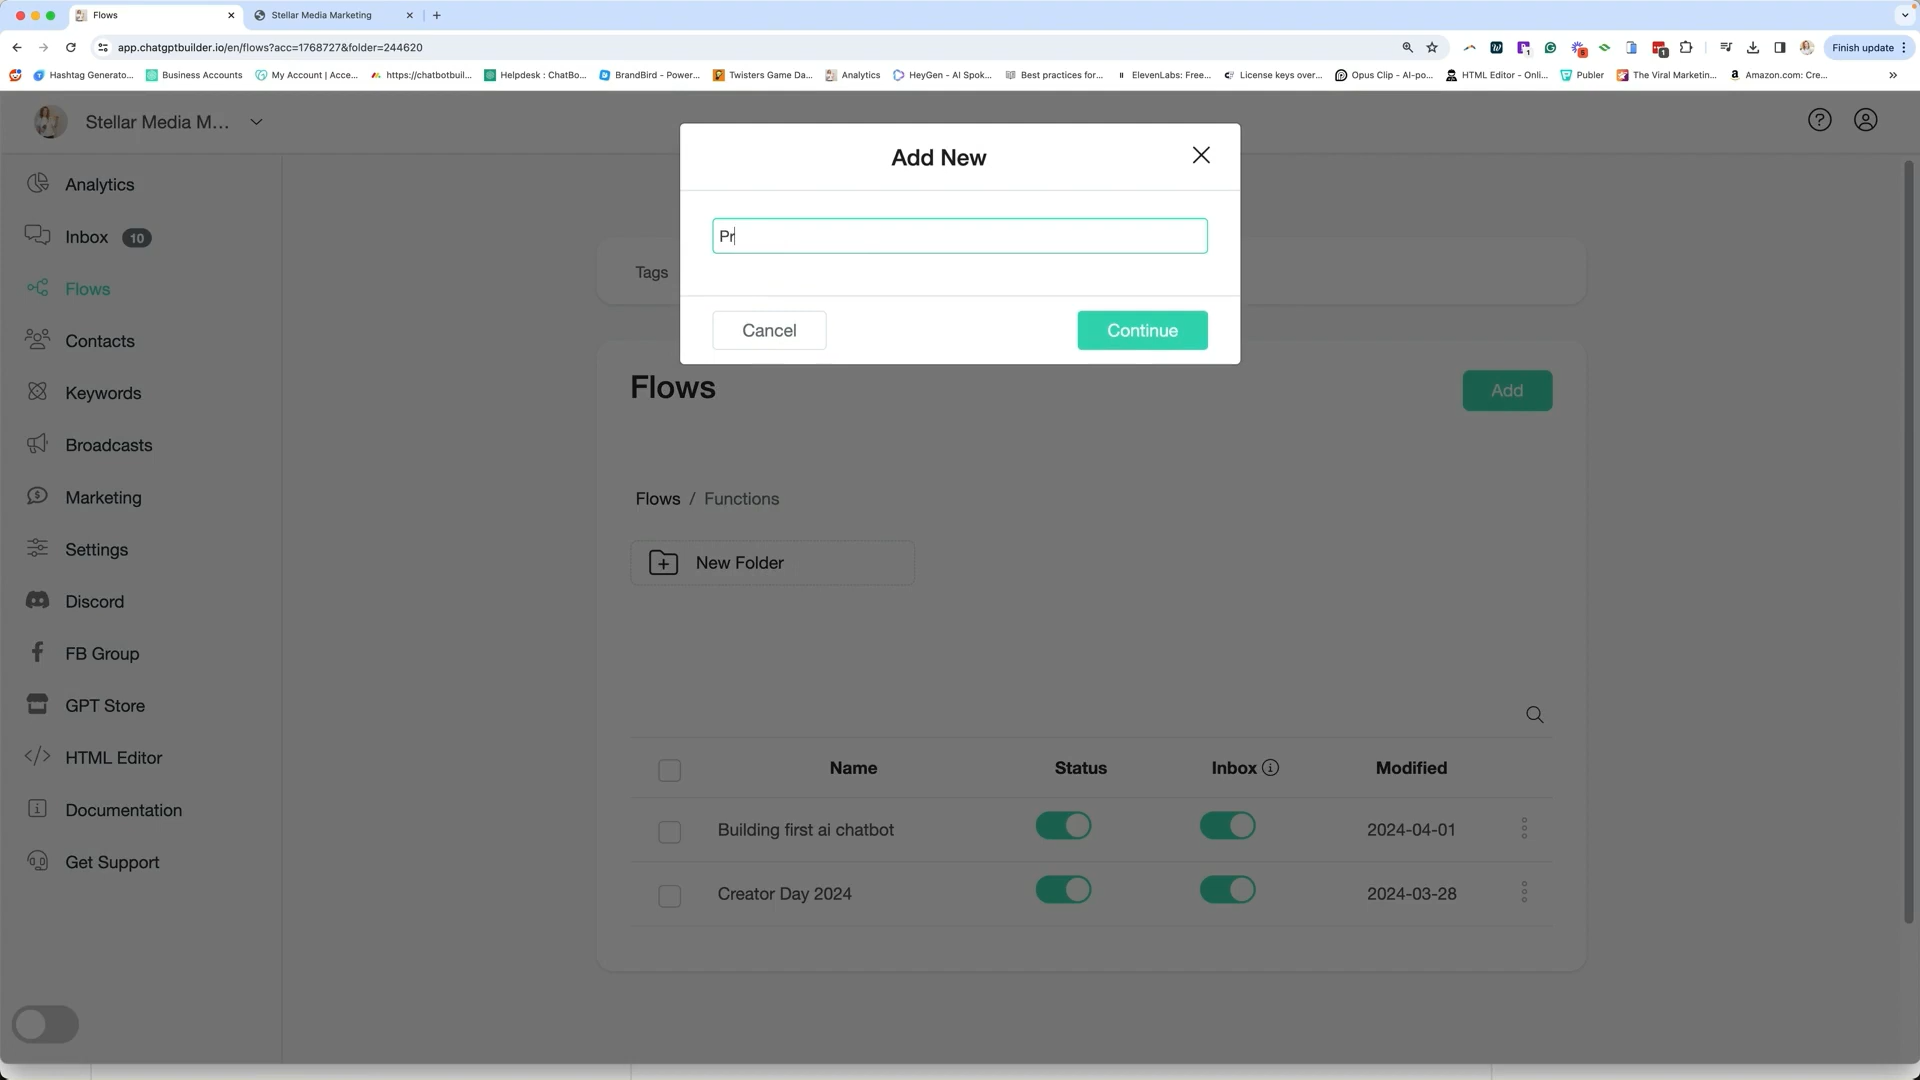 Flows
Stellar Media Marketing
app.chatgptbuilder.io/en/flows?acc=1768727&folder=244620
Finish update
Hashtag Generato...
Business Accounts
My Account | Acce...
https://chatbotbuil...
Helpdesk : ChatBo...
BrandBird - Power...
Twisters Game Da...
Analytics
HeyGen - AI Spok...
Best practices for...
ElevenLabs: Free...
License keys over...
Opus Clip - AI-po...
HTML Editor - Onli...
Publer
The Viral Marketin...
Amazon.com: Cre...
Stellar Media M...
Analytics
Inbox 10
Flows
Contacts
Keywords
Broadcasts
Marketing
Settings
Discord
FB Group
GPT Store
HTML Editor
Documentation
Get Support
Add New
Pr
Cancel
Continue
Tags
Flows
Add
Flows / Functions
New Folder
Name Status Inbox Modified
Building first ai chatbot 2024-04-01
Creator Day 2024 2024-03-28